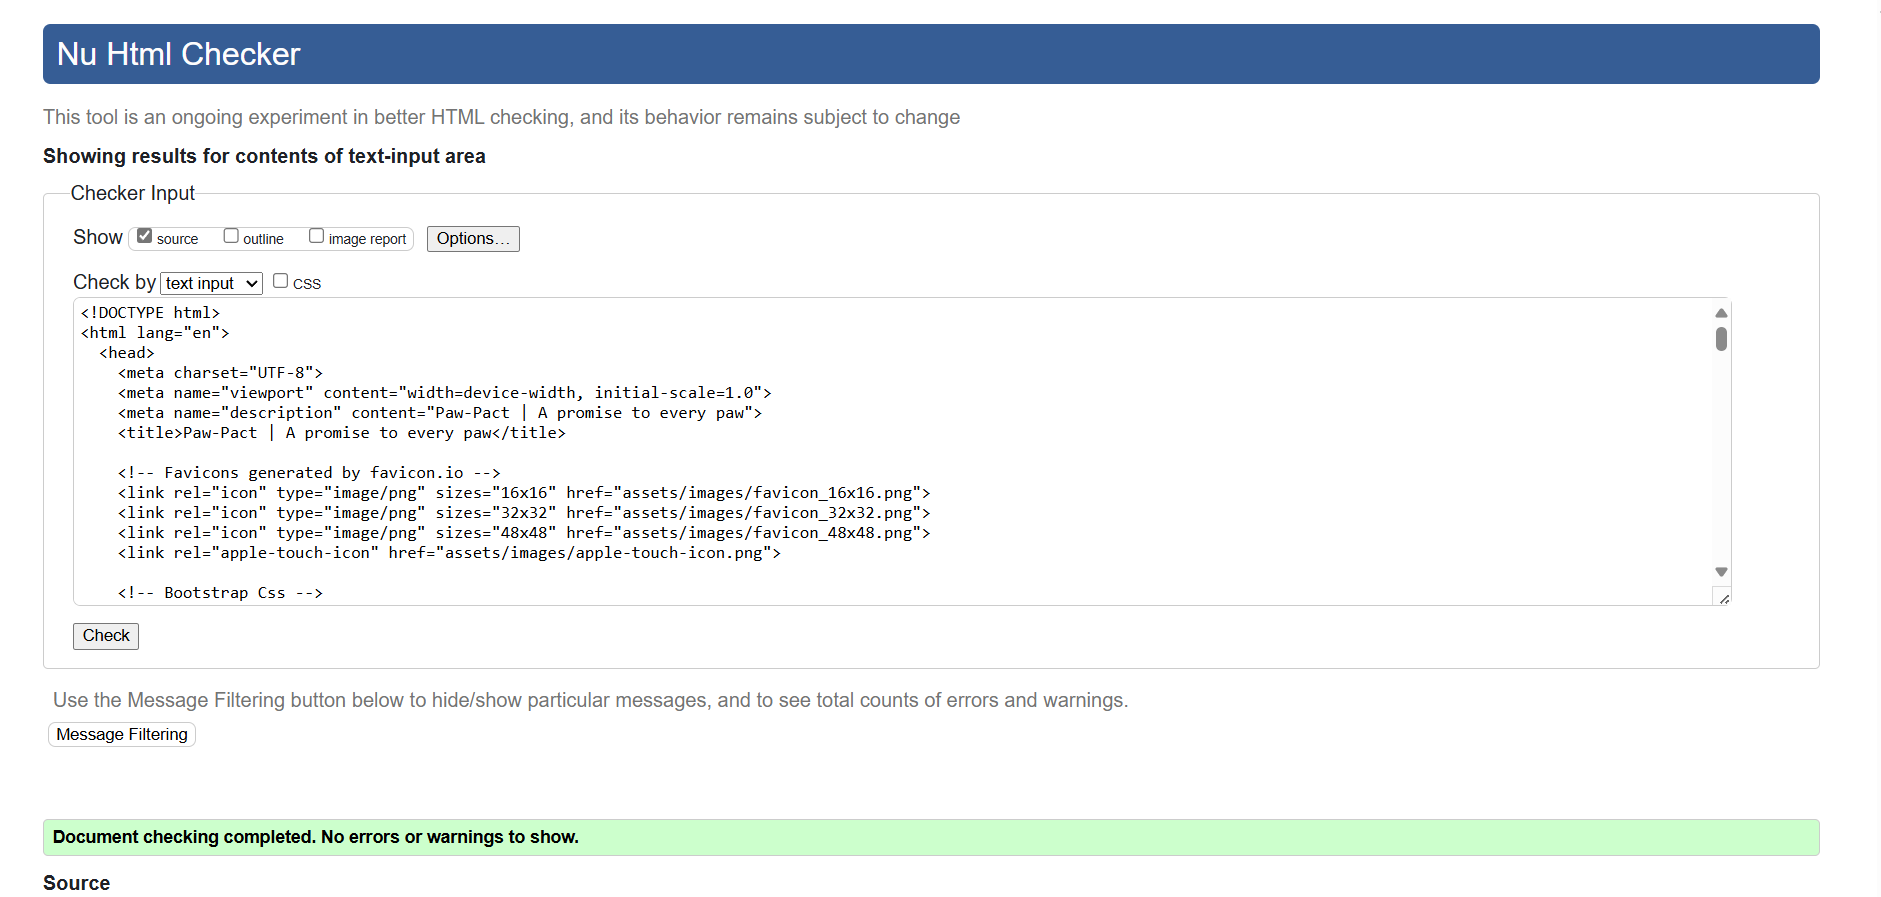 Nu Html Checker
This tool is an ongoing experiment in better HTML checking, and its behavior remains subject to change
Showing results for contents of text-input area
Checker Input
Show source outline image report Options...
Check by text input CSS
<!DOCTYPE html>
<html lang="en">
  <head>
    <meta charset="UTF-8">
    <meta name="viewport" content="width=device-width, initial-scale=1.0">
    <meta name="description" content="Paw-Pact | A promise to every paw">
    <title>Paw-Pact | A promise to every paw</title>
    <!-- Favicons generated by favicon.io -->
    <link rel="icon" type="image/png" sizes="16x16" href="assets/images/favicon_16x16.png">
    <link rel="icon" type="image/png" sizes="32x32" href="assets/images/favicon_32x32.png">
    <link rel="icon" type="image/png" sizes="48x48" href="assets/images/favicon_48x48.png">
    <link rel="apple-touch-icon" href="assets/images/apple-touch-icon.png">
    <!-- Bootstrap Css -->
Check
Use the Message Filtering button below to hide/show particular messages, and to see total counts of errors and warnings.
Message Filtering
Document checking completed. No errors or warnings to show.
Source